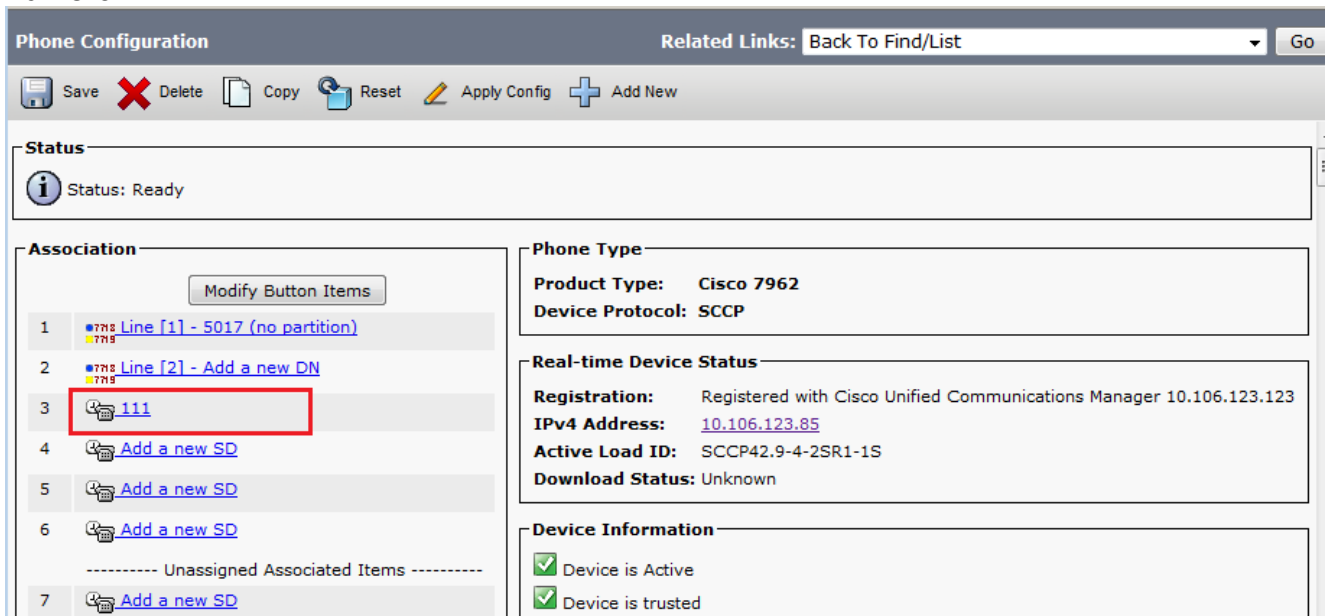 Phone Configuration
Related Links: Back To Find/List Go
Save Delete Copy Reset Apply Config Add New
Status
Status: Ready
Association
Modify Button Items
1 Line [1] - 5017 (no partition)
2 Line [2] - Add a new DN
3 111
4 Add a new SD
5 Add a new SD
6 Add a new SD
---------- Unassigned Associated Items ----------
7 Add a new SD
Phone Type
Product Type: Cisco 7962
Device Protocol: SCCP
Real-time Device Status
Registration: Registered with Cisco Unified Communications Manager 10.106.123.123
IPv4 Address: 10.106.123.85
Active Load ID: SCCP42.9-4-2SR1-1S
Download Status: Unknown
Device Information
Device is Active
Device is trusted